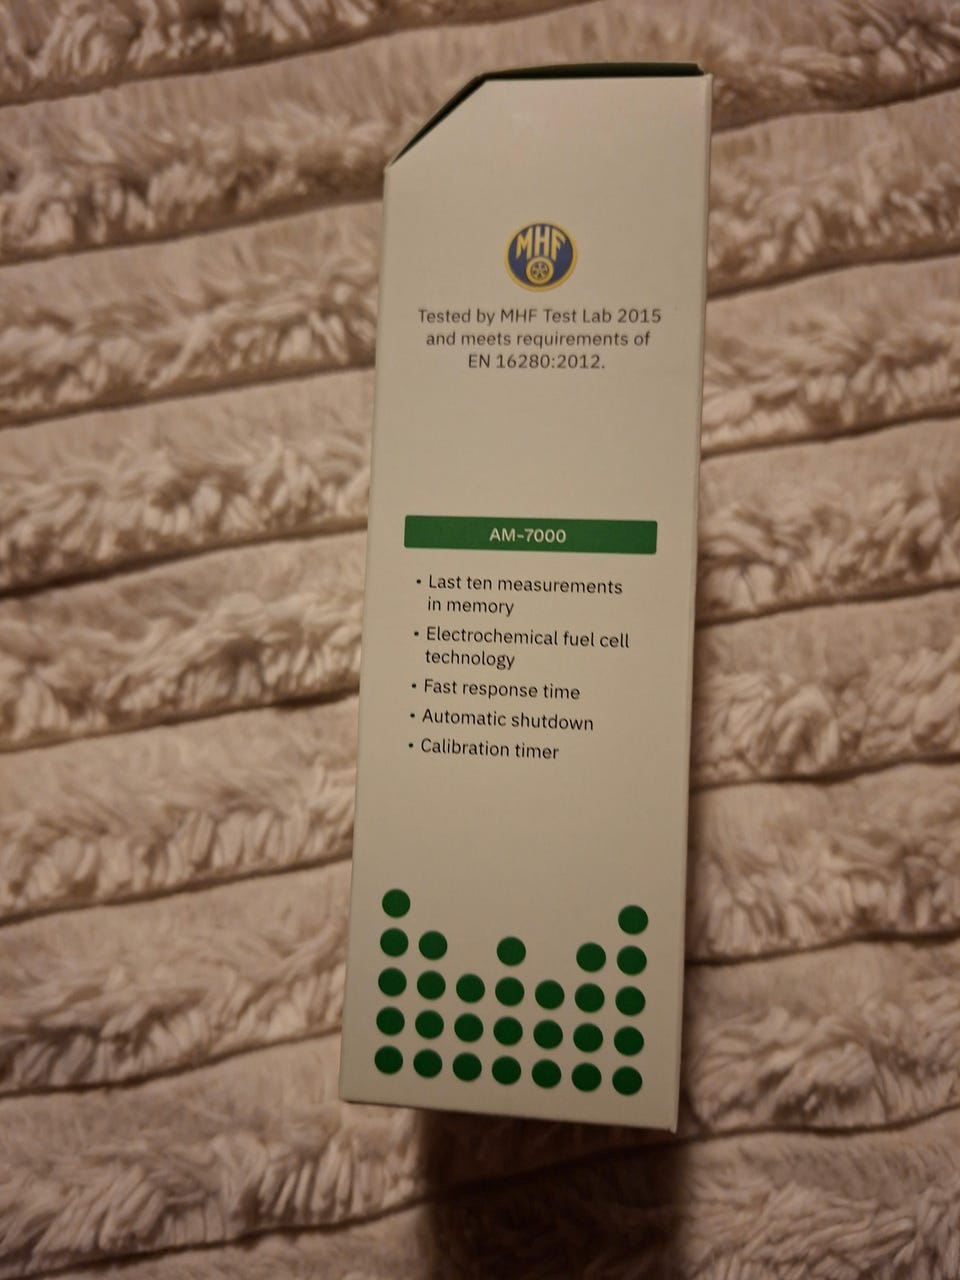 MHF
Tested by MHF Test Lab 2015
and meets requirements of
EN 16280:2012.
AM-7000
• Last ten measurements
in memory
• Electrochemical fuel cell
technology
• Fast response time
• Automatic shutdown
• Calibration timer